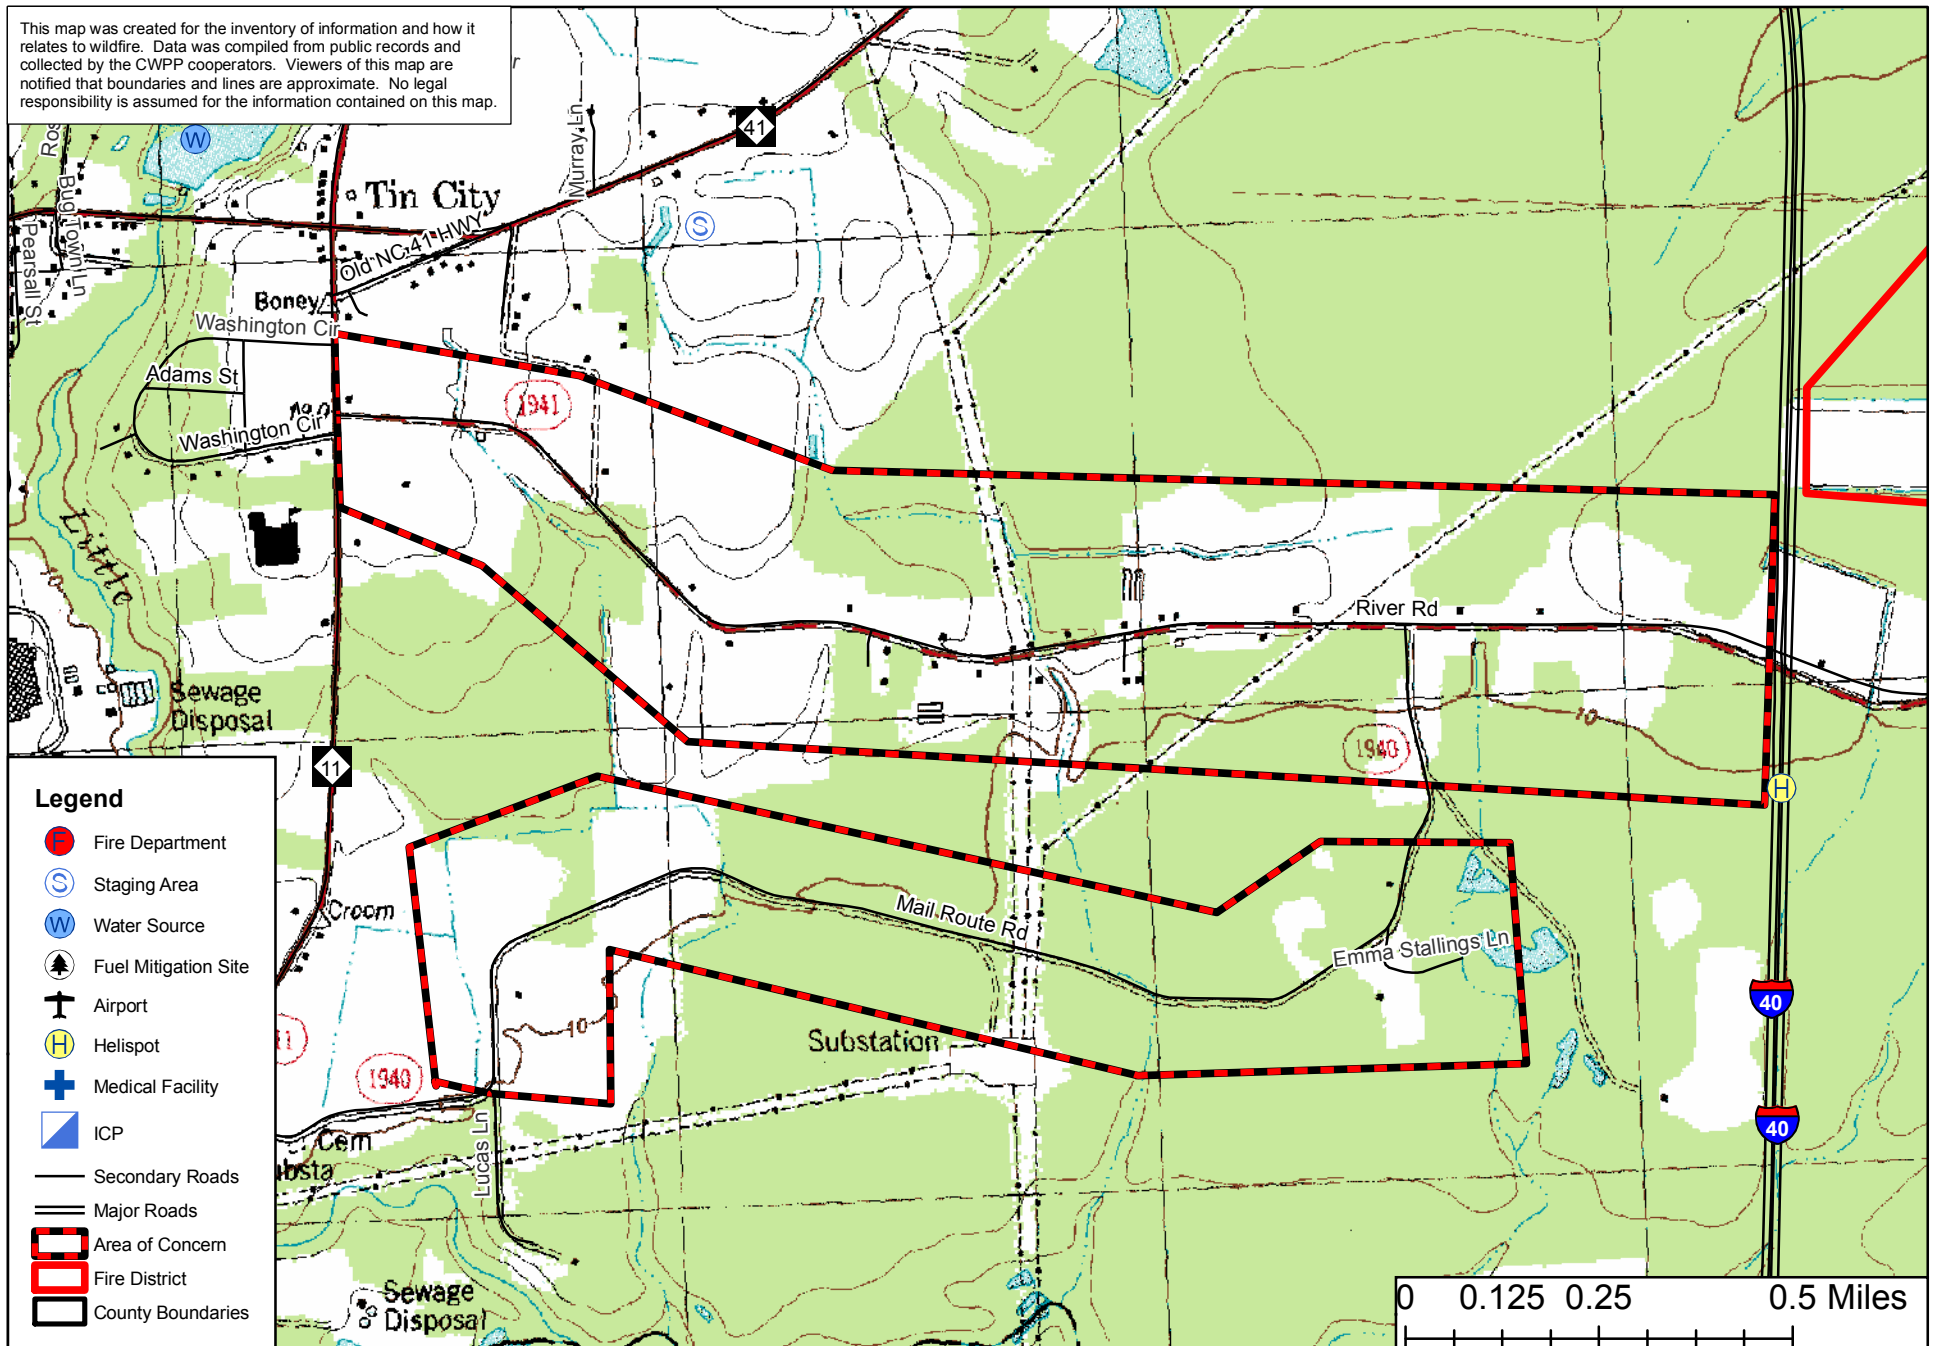 This map was created for the inventory of information and how it
relates to wildfire. Data was compiled from public records and
collected by the CWPP cooperators. Viewers of this map are
notified that boundaries and lines are approximate. No legal
responsibility is assumed for the information contained on this map.
W
41
Murray Ln
Tin City
S
Bug Town Ln
Pearsall St
Old NC 41 HWY
Boney
Washington Cir
Adams St
1941
Washington Cir
Little
10
River Rd
Sewage
Disposal
10
1940
11
H
Legend
F Fire Department
S Staging Area
W Water Source
Fuel Mitigation Site
Airport
H Helispot
Medical Facility
ICP
Secondary Roads
Major Roads
Area of Concern
Fire District
County Boundaries
Croom
Mail Route Rd
Emma Stallings Ln
40
10
Substation
1940
40
Cem
Lucas Ln
Sewage
Disposal
0 0.125 0.25 0.5 Miles